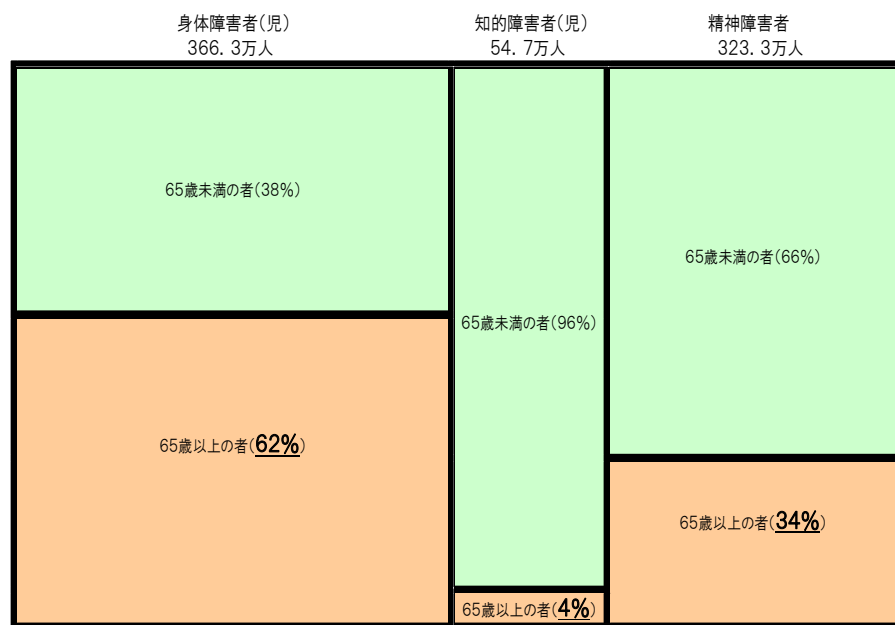 身体障害者(児)
366.3万人
知的障害者(児)
54.7万人
精神障害者
323.3万人
65歳未満の者(38%)
65歳以上の者(62%)
65歳未満の者(96%)
65歳以上の者(4%)
65歳未満の者(66%)
65歳以上の者(34%)